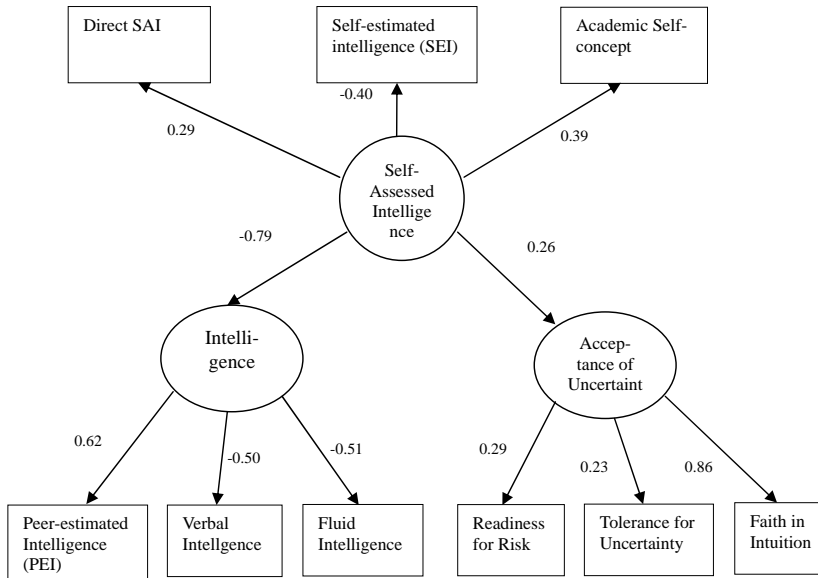 Direct SAI
Self-estimated
intelligence (SEI)
Academic Self-
concept
-0.40
0.29
0.39
Self-
Assessed
Intellige
nce
-0.79
0.26
Intelli-
gence
Accep-
tance of
Uncertaint
0.62
-0.50
-0.51
0.29
0.23
0.86
Peer-estimated
Intelligence
(PEI)
Verbal
Intellgence
Fluid
Intelligence
Readiness
for Risk
Tolerance for
Uncertainty
Faith in
Intuition